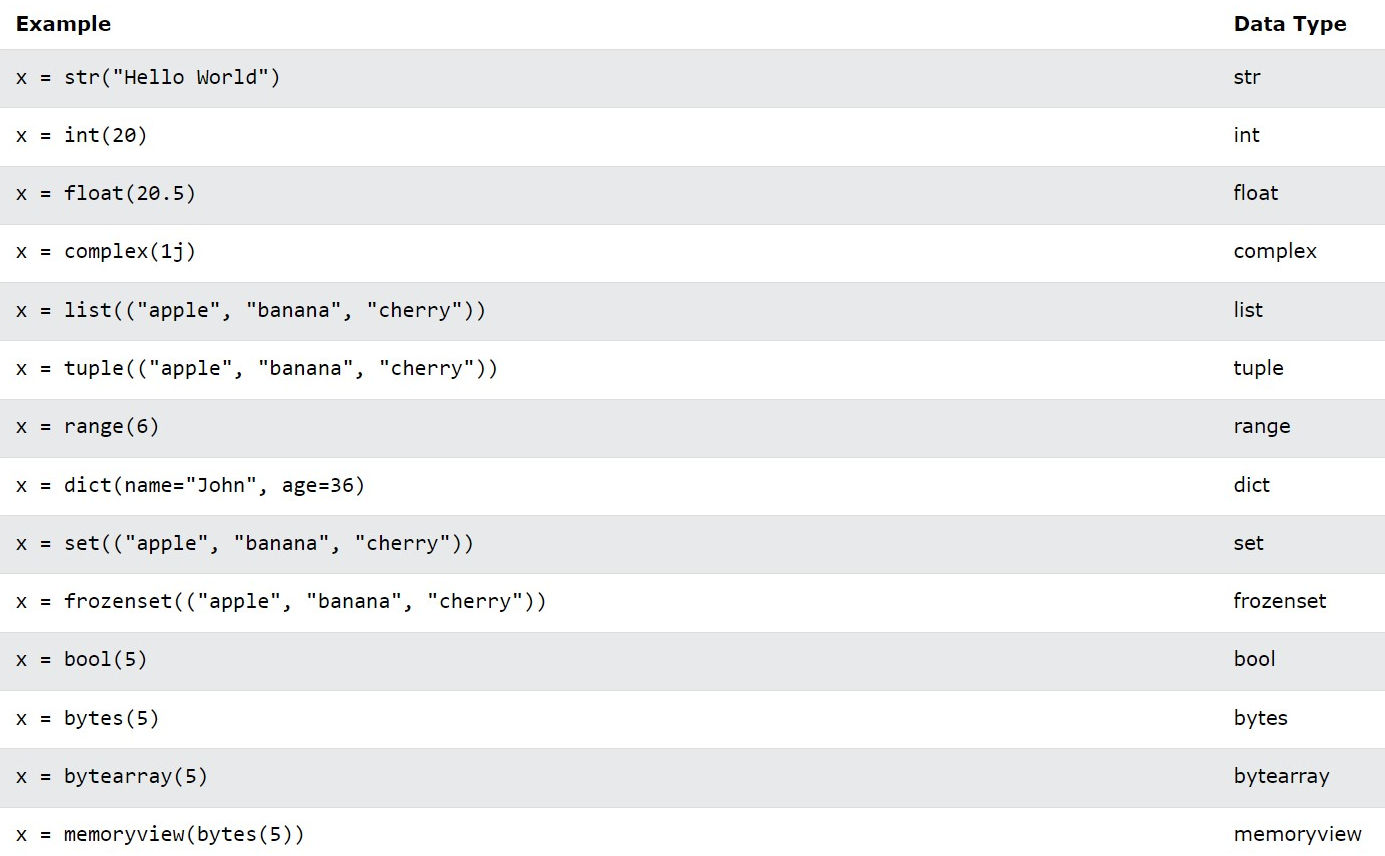 Example Data Type
x = str("Hello World") str
x = int(20) int
x = float(20.5) float
x = complex(1j) complex
x = list(("apple", "banana", "cherry")) list
x = tuple(("apple", "banana", "cherry")) tuple
x = range(6) range
x = dict(name="John", age=36) dict
x = set(("apple", "banana", "cherry")) set
x = frozenset(("apple", "banana", "cherry")) frozenset
x = bool(5) bool
x = bytes(5) bytes
x = bytearray(5) bytearray
x = memoryview(bytes(5)) memoryview